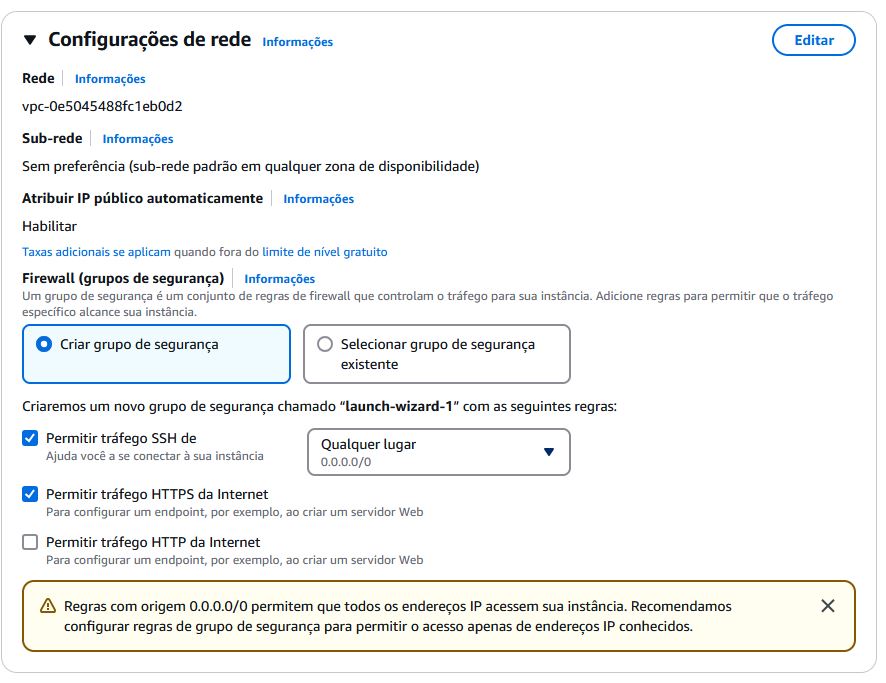 Configurações de rede Informações
Editar
Rede Informações
vpc-0e5045488fc1eb0d2
Sub-rede Informações
Sem preferência (sub-rede padrão em qualquer zona de disponibilidade)
Atribuir IP público automaticamente Informações
Habilitar
Taxas adicionais se aplicam quando fora do limite de nível gratuito
Firewall (grupos de segurança) Informações
Um grupo de segurança é um conjunto de regras de firewall que controlam o tráfego para sua instância. Adicione regras para permitir que o tráfego
específico alcance sua instância.
Criar grupo de segurança
Selecionar grupo de segurança
existente
Criaremos um novo grupo de segurança chamado “launch-wizard-1” com as seguintes regras:
Permitir tráfego SSH de
Ajuda você a se conectar à sua instância
Qualquer lugar
0.0.0.0/0
Permitir tráfego HTTPS da Internet
Para configurar um endpoint, por exemplo, ao criar um servidor Web
Permitir tráfego HTTP da Internet
Para configurar um endpoint, por exemplo, ao criar um servidor Web
Regras com origem 0.0.0.0/0 permitem que todos os endereços IP acessem sua instância. Recomendamos
configurar regras de grupo de segurança para permitir o acesso apenas de endereços IP conhecidos.